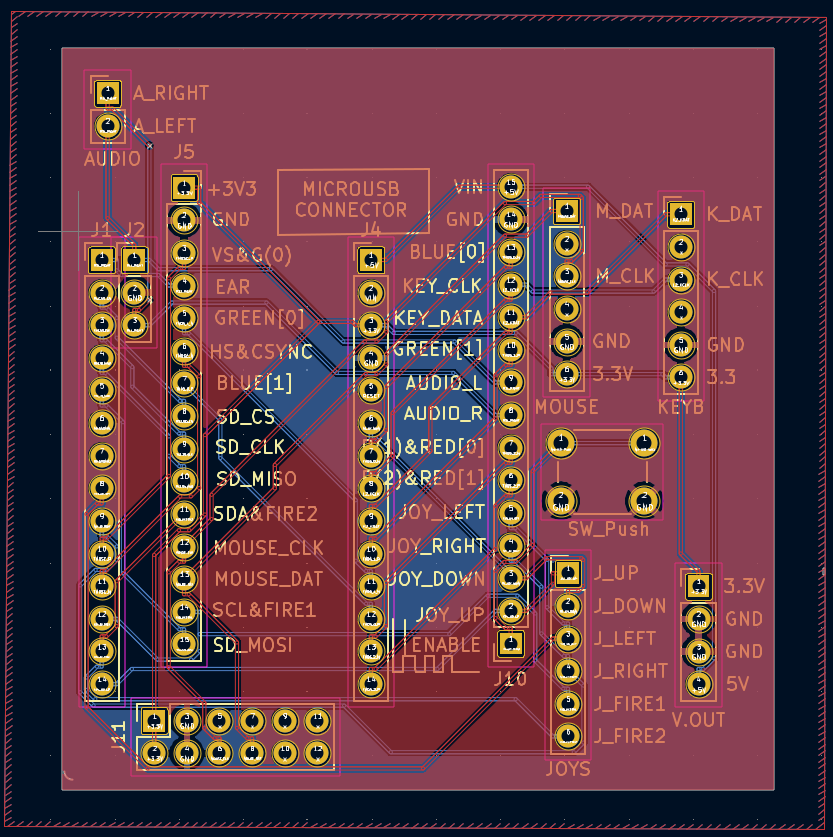 A_RIGHT
A_LEFT
AUDIO
J5
MICROUSB
CONNECTOR
J1
J2
J4
+3V3
GND
VS&G(0)
EAR
GREEN[0]
HS&CSYNC
BLUE[1]
SD_CS
SD_CLK
SD_MISO
SDA&FIRE2
MOUSE_CLK
MOUSE_DAT
SCL&FIRE1
SD_MOSI
VIN
GND
BLUE[0]
KEY_CLK
KEY_DATA
GREEN[1]
AUDIO_L
AUDIO_R
(1)&RED[0]
(2)&RED[1]
JOY_LEFT
JOY_RIGHT
JOY_DOWN
JOY_UP
ENABLE
J10
M_DAT
M_CLK
GND
3.3V
MOUSE
K_DAT
K_CLK
GND
3.3
KEYB
SW_Push
J_UP
J_DOWN
J_LEFT
J_RIGHT
J_FIRE1
J_FIRE2
JOYS
3.3V
GND
GND
5V
V.OUT
J11